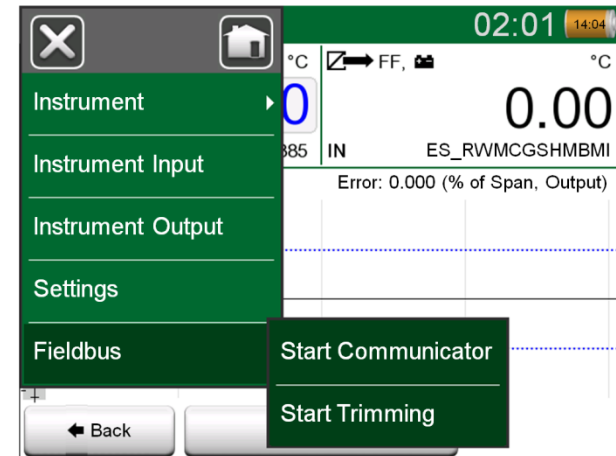 02:01 14:04
°C
FF,
°C
Instrument
0
0.00
385
IN ES_RWMCGSHMBMI
Instrument Input
Error: 0.000 (% of Span, Output)
Instrument Output
Settings
Fieldbus
Start Communicator
Start Trimming
Back